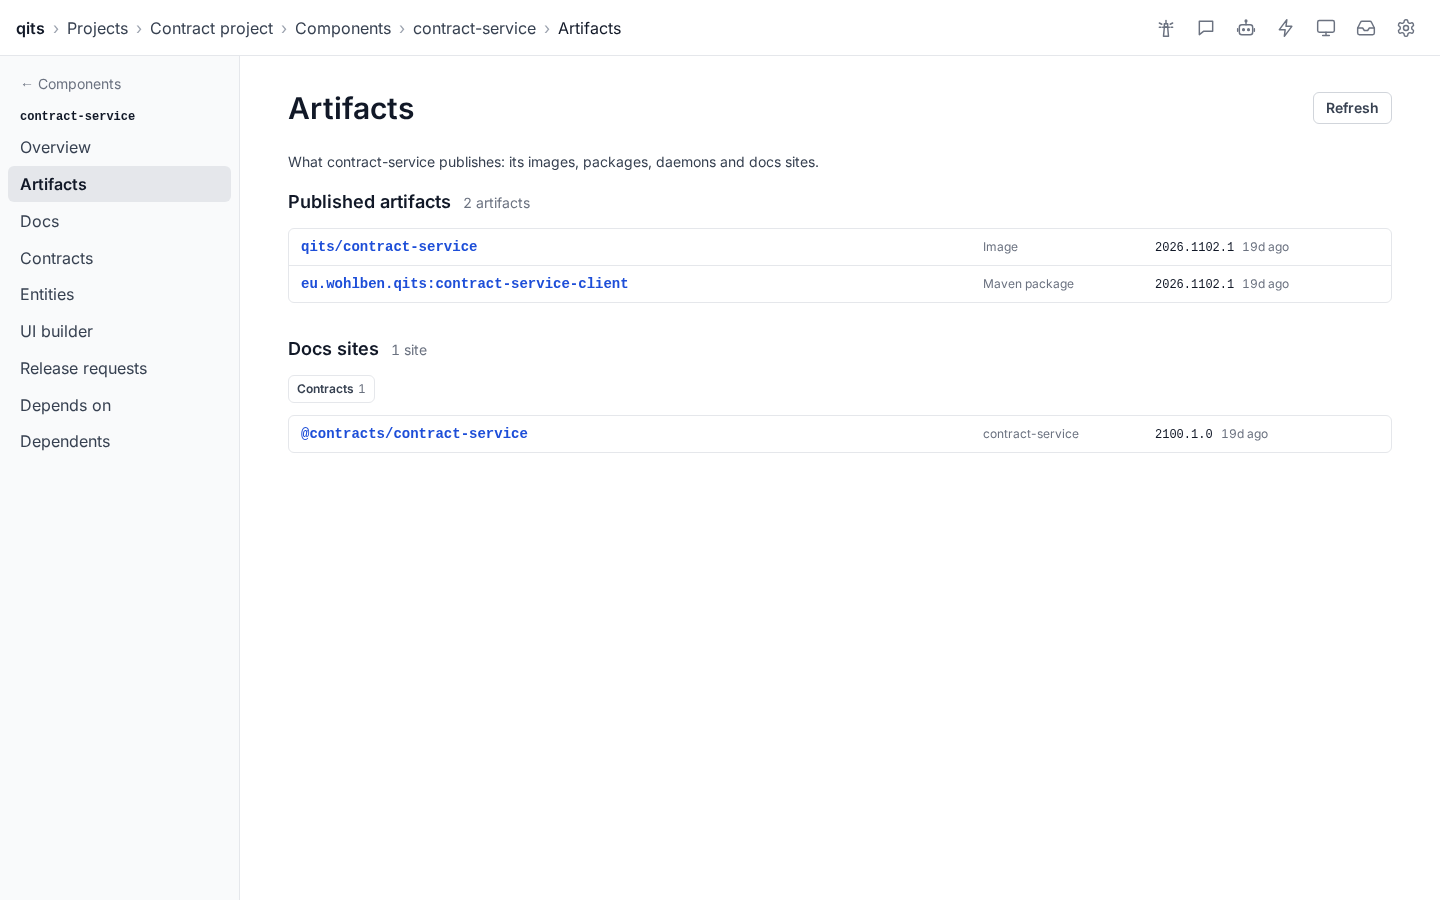 qits › Projects › Contract project › Components › contract-service › Artifacts
← Components
contract-service
Overview
Artifacts
Docs
Contracts
Entities
UI builder
Release requests
Depends on
Dependents
Artifacts
Refresh
What contract-service publishes: its images, packages, daemons and docs sites.
Published artifacts 2 artifacts
qits/contract-service Image 2026.1102.1 19d ago
eu.wohlben.qits:contract-service-client Maven package 2026.1102.1 19d ago
Docs sites 1 site
Contracts 1
@contracts/contract-service contract-service 2100.1.0 19d ago